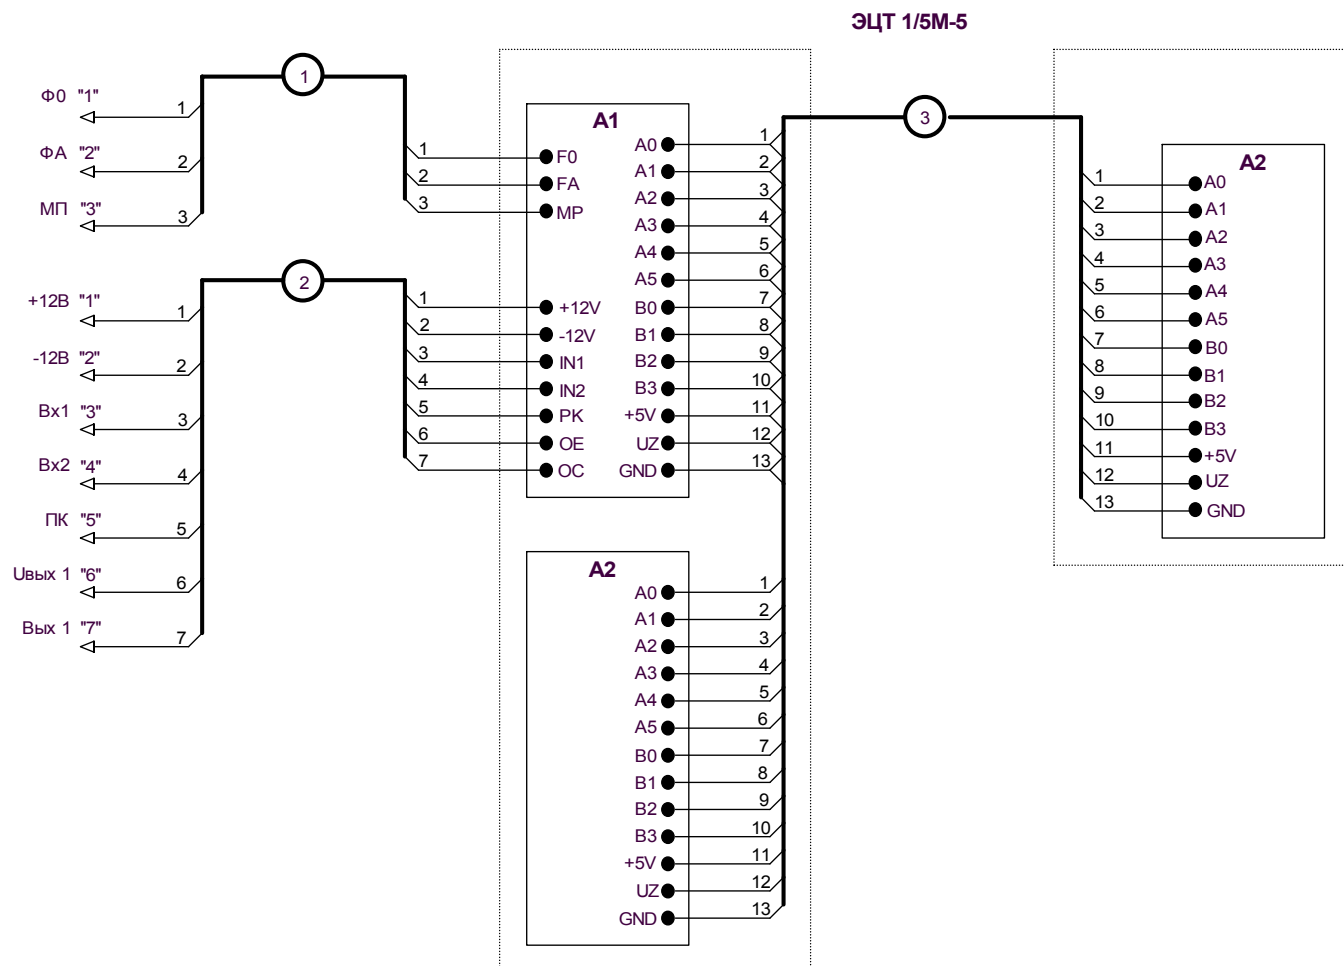 ЭЦТ 1/5М-5
1
Ф0 "1"
1
ФА "2"
2
МП "3"
3
1
2
3
2
+12В "1"
1
-12В "2"
2
Вх1 "3"
3
Вх2 "4"
4
ПК "5"
5
Uвых 1 "6"
6
Вых 1 "7"
7
1
2
3
4
5
6
7
A1
F0
FA
MP
+12V
-12V
IN1
IN2
PK
OE
OC
A0 1
A1 2
A2 3
A3 4
A4 5
A5 6
B0 7
B1 8
B2 9
B3 10
+5V 11
UZ 12
GND 13
A2
A0 1
A1 2
A2 3
A3 4
A4 5
A5 6
B0 7
B1 8
B2 9
B3 10
+5V 11
UZ 12
GND 13
3
A2
1 A0
2 A1
3 A2
4 A3
5 A4
6 A5
7 B0
8 B1
9 B2
10 B3
11 +5V
12 UZ
13 GND